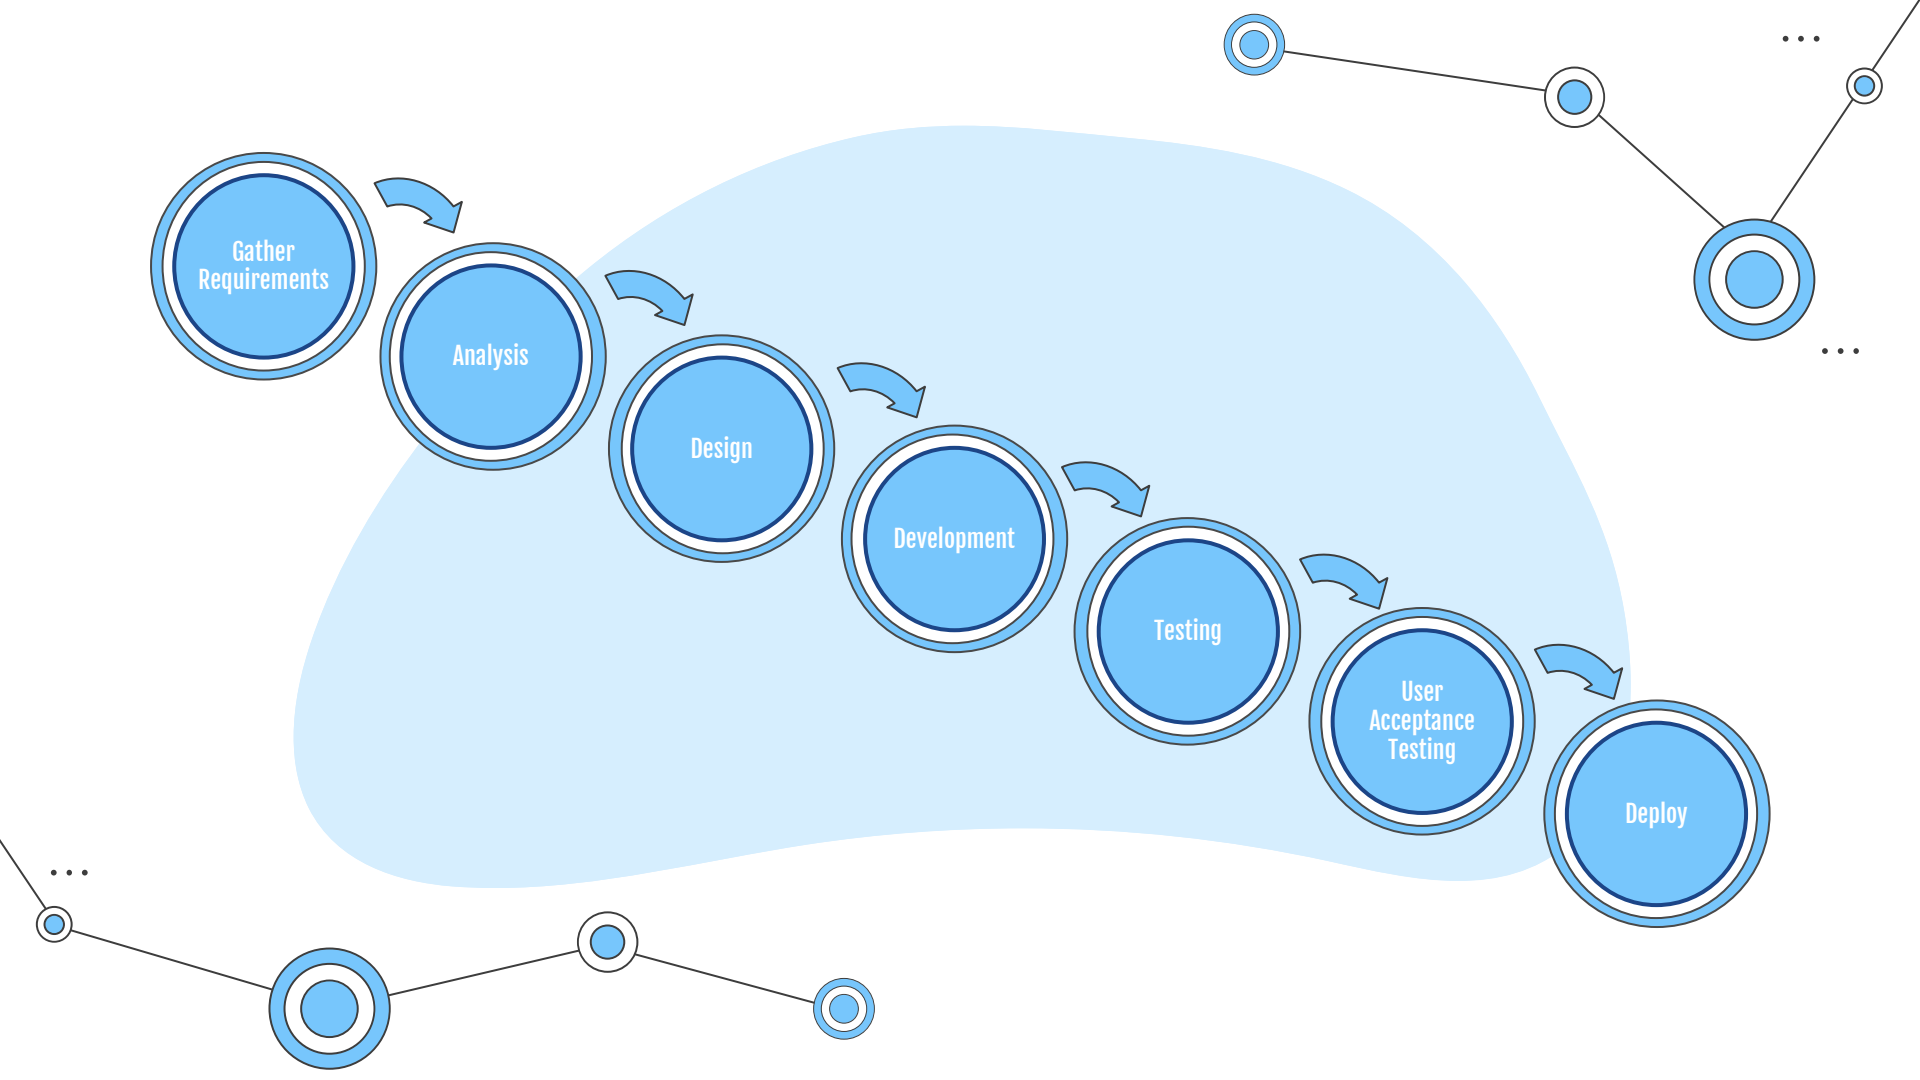 Gather
Requirements
Analysis
Design
Development
Testing
User
Acceptance
Testing
Deploy